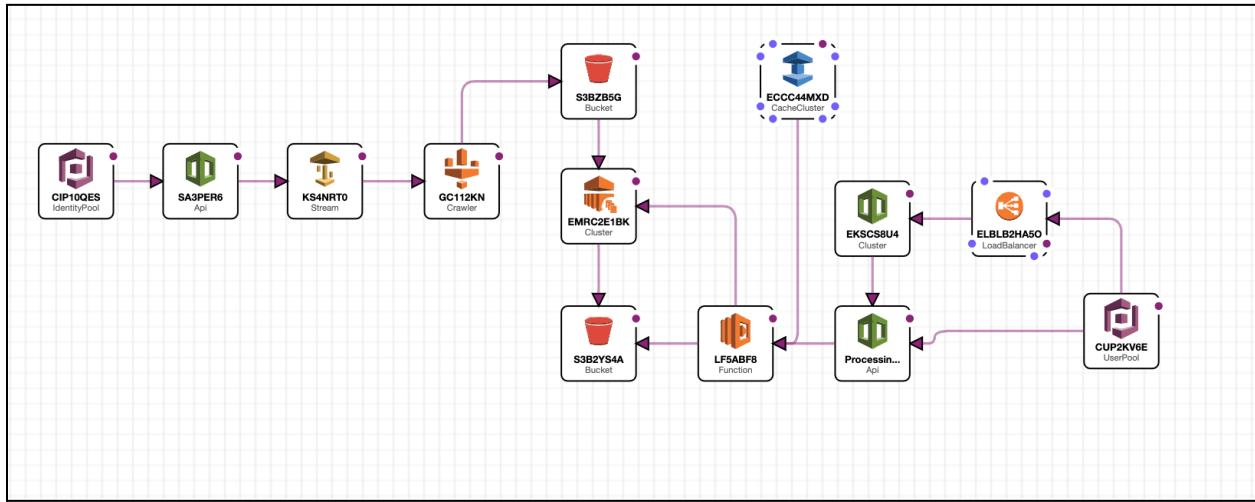 S3BZB5G
Bucket
ECCC44MXD
CacheCluster
CIP10QES
IdentityPool
SA3PER6
Api
KS4NRT0
Stream
GC112KN
Crawler
EMRC2E1BK
Cluster
EKSCS8U4
Cluster
ELBLB2HA5O
LoadBalancer
S3B2YS4A
Bucket
LF5ABF8
Function
Processin...
Api
CUP2KV6E
UserPool